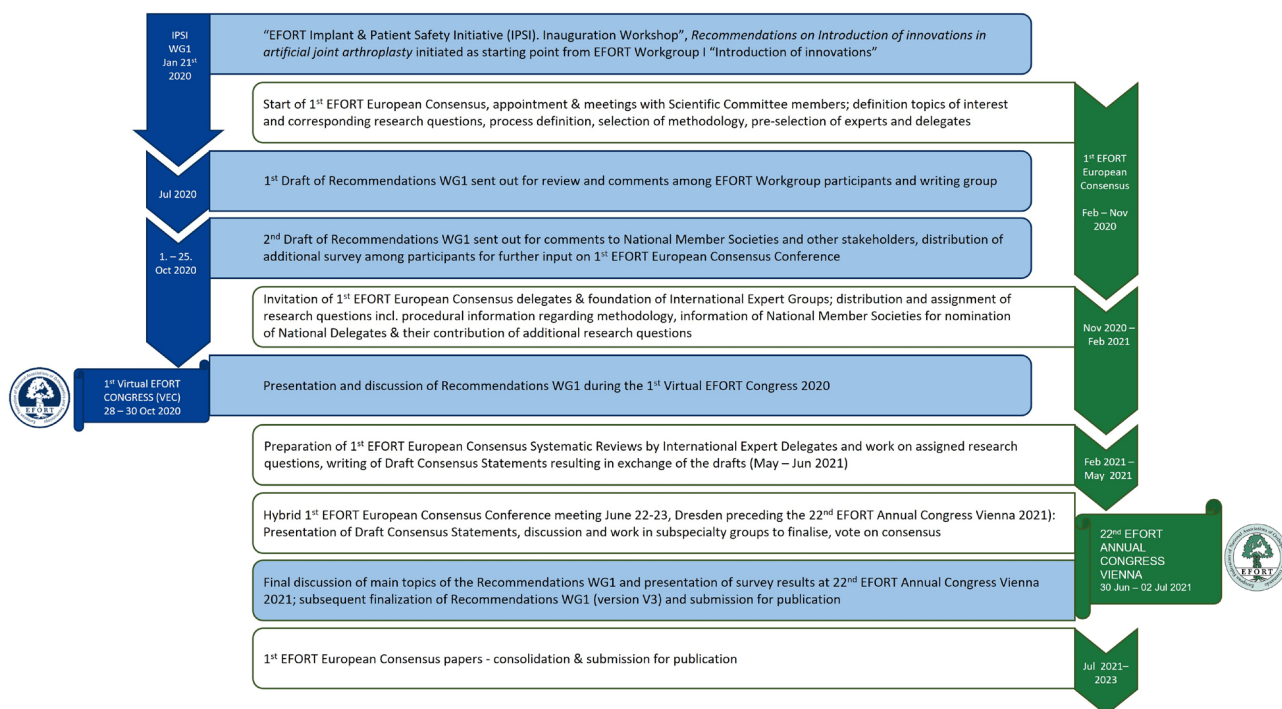 IPSI
WG1
Jan 21st
2020
“EFORT Implant & Patient Safety Initiative (IPSI). Inauguration Workshop”, Recommendations on Introduction of innovations in
artificial joint arthroplasty initiated as starting point from EFORT Workgroup I “Introduction of innovations”
Start of 1st EFORT European Consensus, appointment & meetings with Scientific Committee members; definition topics of interest
and corresponding research questions, process definition, selection of methodology, pre-selection of experts and delegates
1st EFORT
European
Consensus
Feb – Nov
2020
Jul 2020
1st Draft of Recommendations WG1 sent out for review and comments among EFORT Workgroup participants and writing group
1. – 25.
Oct 2020
2nd Draft of Recommendations WG1 sent out for comments to National Member Societies and other stakeholders, distribution of
additional survey among participants for further input on 1st EFORT European Consensus Conference
Invitation of 1st EFORT European Consensus delegates & foundation of International Expert Groups; distribution and assignment of
research questions incl. procedural information regarding methodology, information of National Member Societies for nomination
of National Delegates & their contribution of additional research questions
Nov 2020 –
Feb 2021
EFORT
1st Virtual EFORT
CONGRESS (VEC)
28 – 30 Oct 2020
Presentation and discussion of Recommendations WG1 during the 1st Virtual EFORT Congress 2020
Preparation of 1st EFORT European Consensus Systematic Reviews by International Expert Delegates and work on assigned research
questions, writing of Draft Consensus Statements resulting in exchange of the drafts (May – Jun 2021)
Feb 2021 –
May 2021
Hybrid 1st EFORT European Consensus Conference meeting June 22-23, Dresden preceding the 22nd EFORT Annual Congress Vienna 2021):
Presentation of Draft Consensus Statements, discussion and work in subspecialty groups to finalise, vote on consensus
22nd EFORT
ANNUAL
CONGRESS
VIENNA
30 Jun – 02 Jul 2021
EFORT
Final discussion of main topics of the Recommendations WG1 and presentation of survey results at 22nd EFORT Annual Congress Vienna
2021; subsequent finalization of Recommendations WG1 (version V3) and submission for publication
1st EFORT European Consensus papers - consolidation & submission for publication
Jul 2021–
2023